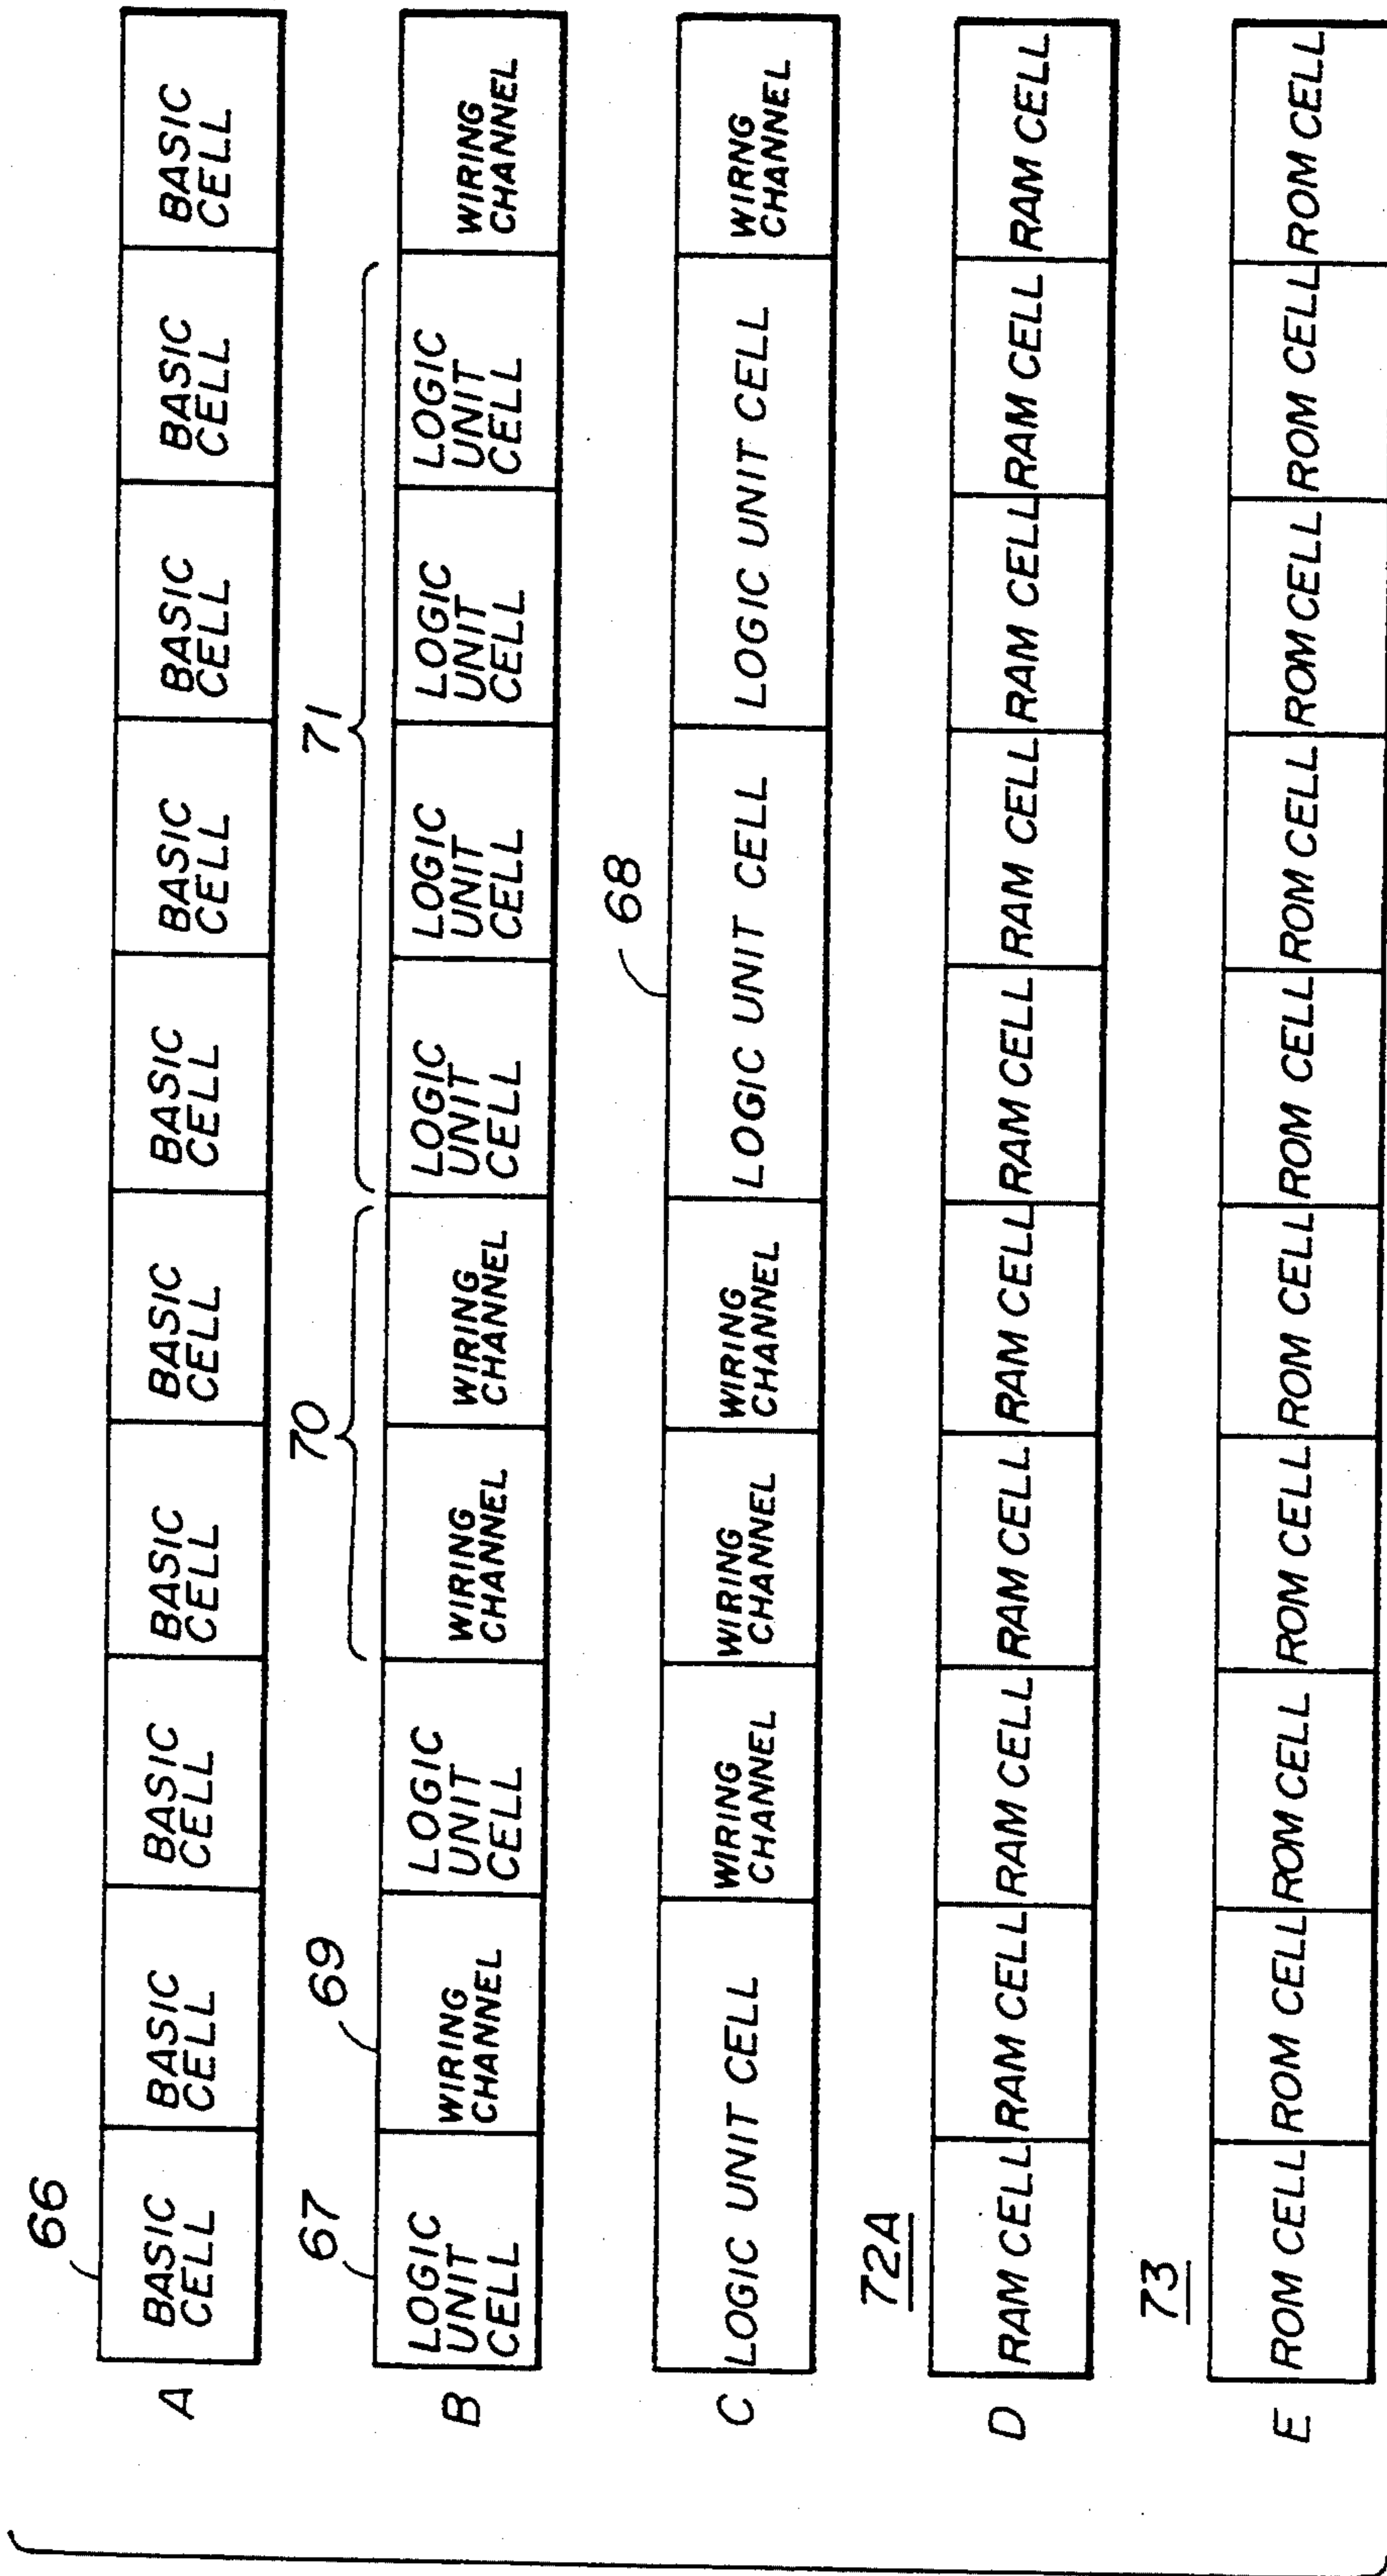 66
A
BASIC
CELL
BASIC
CELL
BASIC
CELL
BASIC
CELL
BASIC
CELL
BASIC
CELL
BASIC
CELL
BASIC
CELL
BASIC
CELL
BASIC
CELL
67
69
70
71
B
LOGIC
UNIT
CELL
WIRING
CHANNEL
LOGIC
UNIT
CELL
WIRING
CHANNEL
WIRING
CHANNEL
LOGIC
UNIT
CELL
LOGIC
UNIT
CELL
LOGIC
UNIT
CELL
LOGIC
UNIT
CELL
WIRING
CHANNEL
68
C
LOGIC UNIT CELL
WIRING
CHANNEL
WIRING
CHANNEL
WIRING
CHANNEL
LOGIC UNIT CELL
LOGIC UNIT CELL
WIRNG
CHANNEL
72A
D
RAM CELL
RAM CELL
RAM CELL
RAM CELL
RAM CELL
RAM CELL
RAM CELL
RAM CELL
RAM CELL
RAM CELL
73
E
ROM CELL
ROM CELL
ROM CELL
ROM CELL
ROM CELL
ROM CELL
ROM CELL
ROM CELL
ROM CELL
ROM CELL